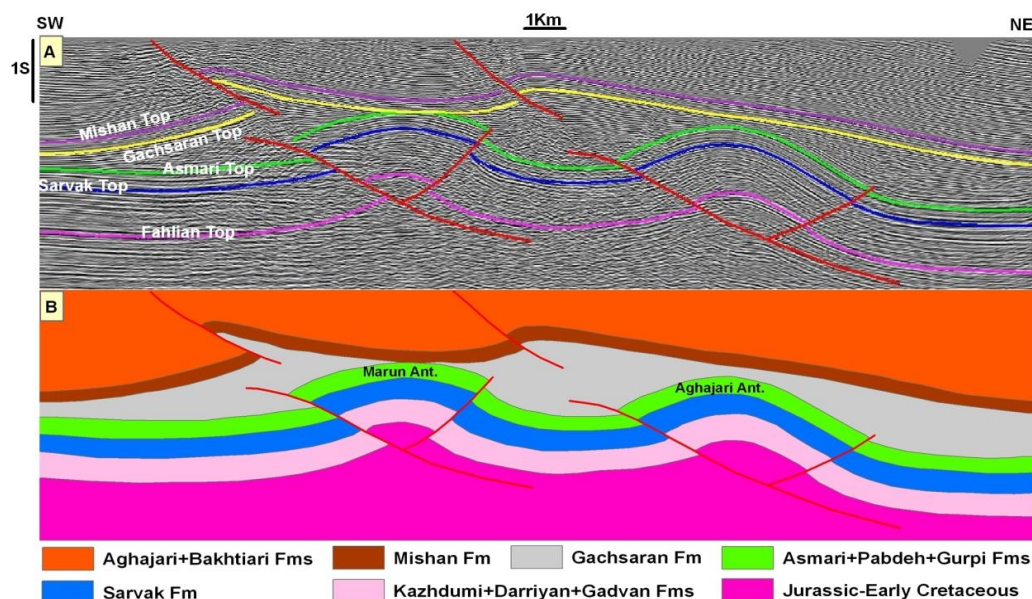 SW
1Km
NE
A
1S
Mishan Top
Gachsaran Top
Asmari Top
Sarvak Top
Fahlian Top
B
Marun Ant.
Aghajari Ant.
Aghajari+Bakhtiari Fms
Mishan Fm
Gachsaran Fm
Asmari+Pabdeh+Gurpi Fms
Sarvak Fm
Kazhdumi+Darriyan+Gadvan Fms
Jurassic-Early Cretaceous